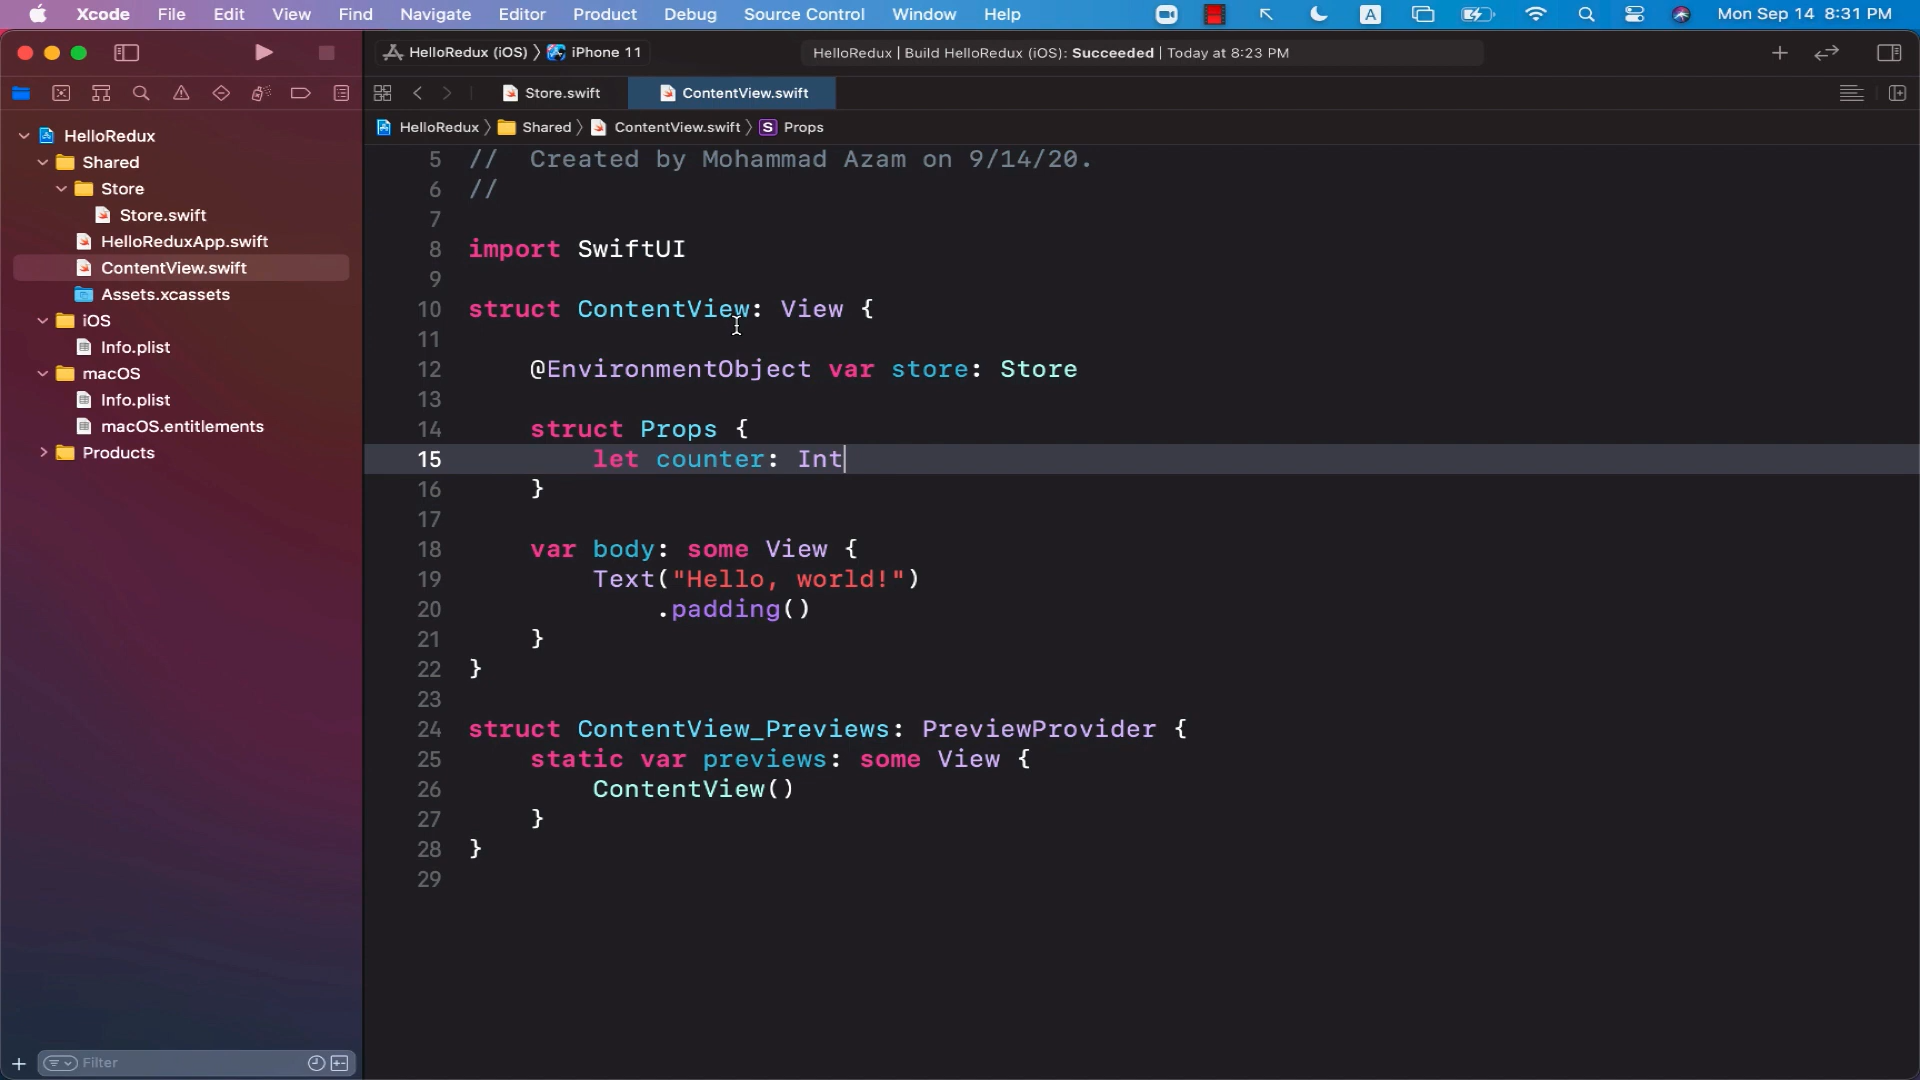 Xcode File Edit View Find Navigate Editor Product Debug Source Control Window Help A Mon Sep 14 8:31 PM
HelloRedux (iOS) 〉 iPhone 11
HelloRedux | Build HelloRedux (iOS): Succeeded | Today at 8:23 PM
Store.swift
ContentView.swift
HelloRedux 〉 Shared 〉 ContentView.swift 〉 S Props
HelloRedux
Shared
Store
Store.swift
HelloReduxApp.swift
ContentView.swift
Assets.xcassets
iOS
Info.plist
macOS
Info.plist
macOS.entitlements
Products
Filter
5 //  Created by Mohammad Azam on 9/14/20.
6 //
7
8 import SwiftUI
9
10 struct ContentView: View {
11
12     @EnvironmentObject var store: Store
13
14     struct Props {
15         let counter: Int
16     }
17
18     var body: some View {
19         Text("Hello, world!")
20             .padding()
21     }
22 }
23
24 struct ContentView_Previews: PreviewProvider {
25     static var previews: some View {
26         ContentView()
27     }
28 }
29